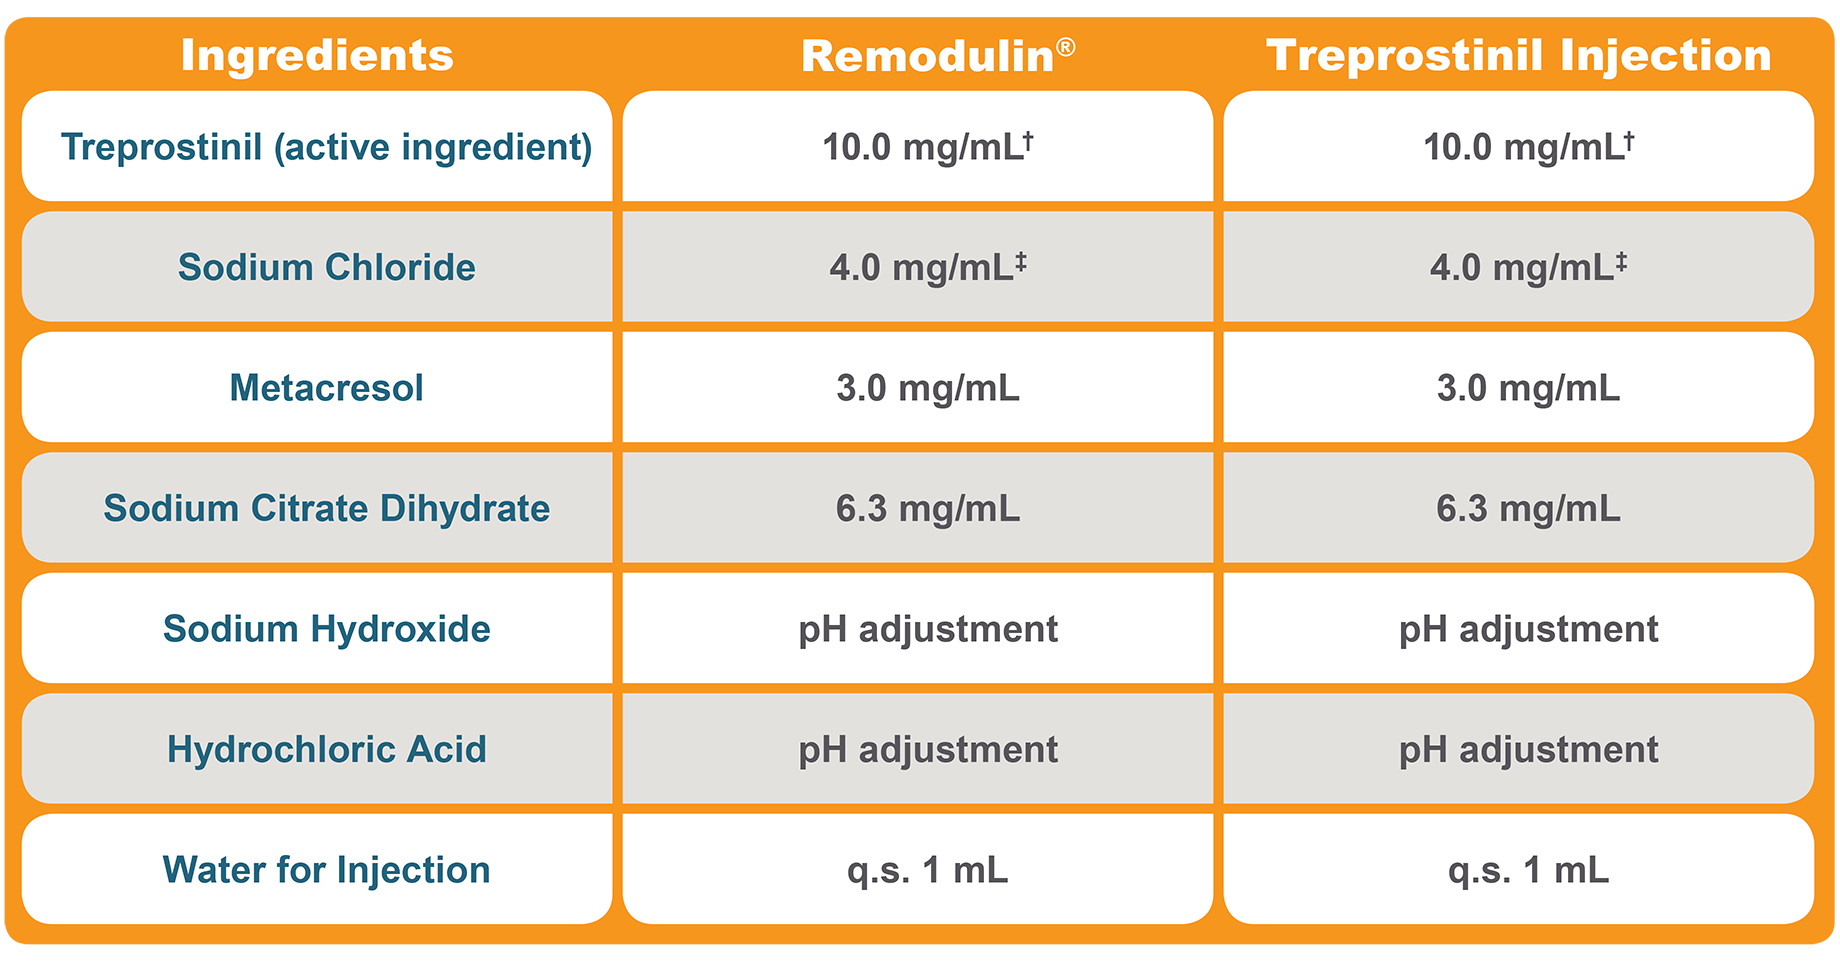 Ingredients Remodulin® Treprostinil Injection
Treprostinil (active ingredient) 10.0 mg/mL† 10.0 mg/mL†
Sodium Chloride 4.0 mg/mL‡ 4.0 mg/mL‡
Metacresol 3.0 mg/mL 3.0 mg/mL
Sodium Citrate Dihydrate 6.3 mg/mL 6.3 mg/mL
Sodium Hydroxide pH adjustment pH adjustment
Hydrochloric Acid pH adjustment pH adjustment
Water for Injection q.s. 1 mL q.s. 1 mL